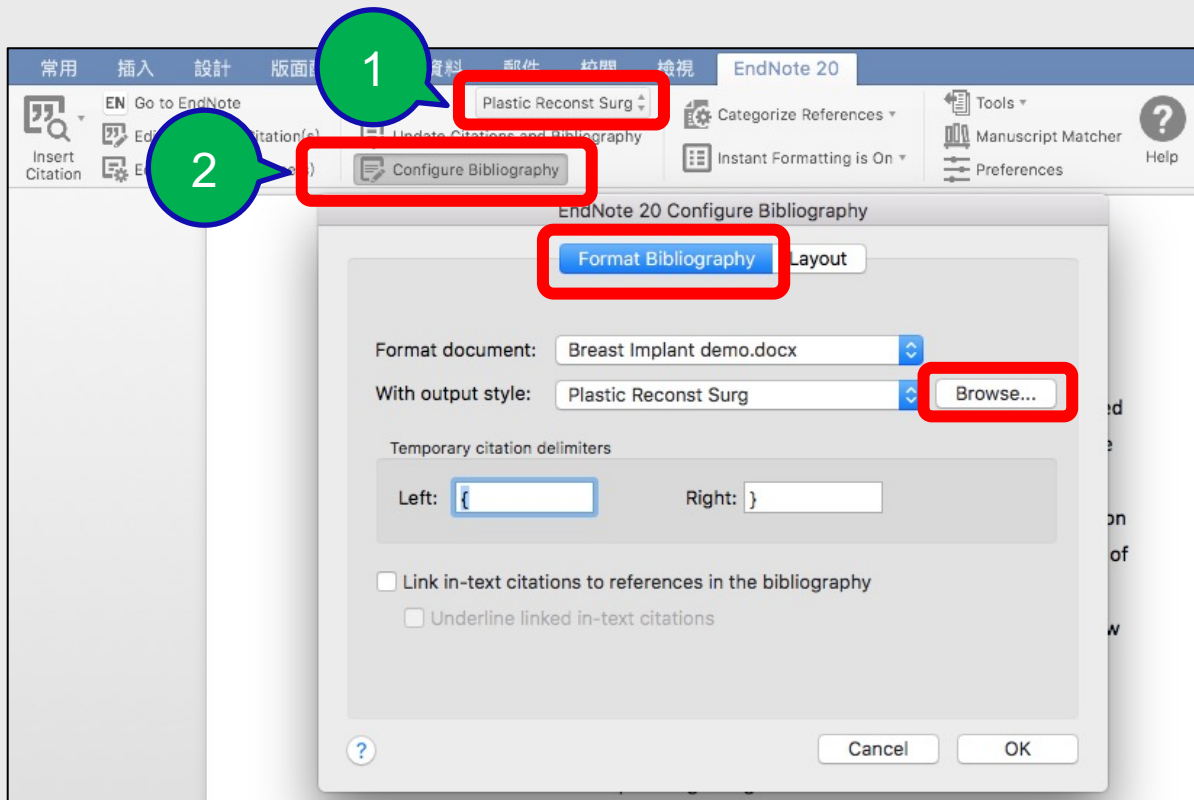 1
常用 插入 設計 資料 郵件 校閱 檢視 EndNote 20
EN Go to EndNote
Plastic Reconst Surg
Categorize References
Tools
Update Citations and Bibliography
Manuscript Matcher
Insert
Citation
2
Configure Bibliography
Instant Formatting is On
Preferences
Help
EndNote 20 Configure Bibliography
Format Bibliography Layout
Format document: Breast Implant demo.docx
With output style: Plastic Reconst Surg Browse...
Temporary citation delimiters
Left: { Right: }
Link in-text citations to references in the bibliography
of
Underline linked in-text citations
? Cancel OK